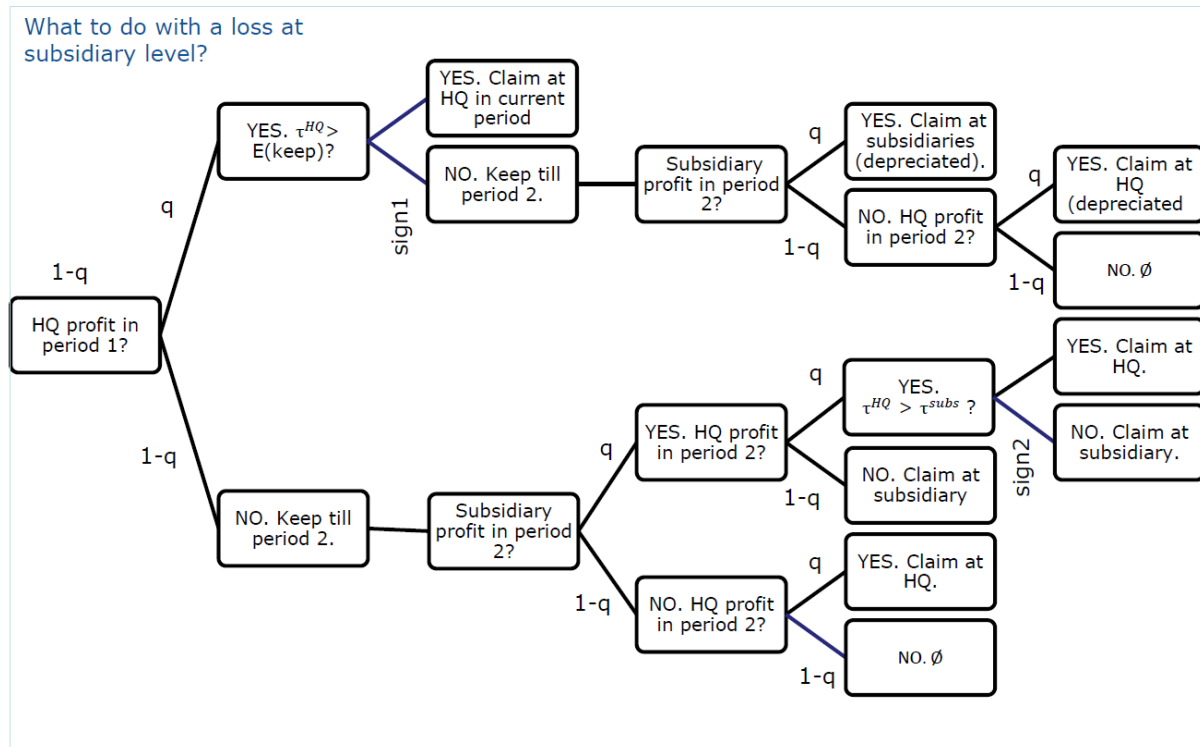 What to do with a loss at
subsidiary level?
YES. Claim at
HQ in current
period
YES. τ^HQ >
E(keep)?
q
YES. Claim at
subsidiaries
(depreciated).
NO. Keep till
period 2.
Subsidiary
profit in period
2?
q
YES. Claim at
HQ
(depreciated
q
sign1
NO. HQ profit
in period 2?
1-q
1-q
NO. Ø
1-q
HQ profit in
period 1?
q
YES.
τ^HQ > τ^subs ?
YES. Claim at
HQ.
1-q
q
YES. HQ profit
in period 2?
sign2
NO. Claim at
subsidiary.
1-q
NO. Claim at
subsidiary
NO. Keep till
period 2.
Subsidiary
profit in period
2?
q
YES. Claim at
HQ.
1-q
NO. HQ profit
in period 2?
1-q
NO. Ø